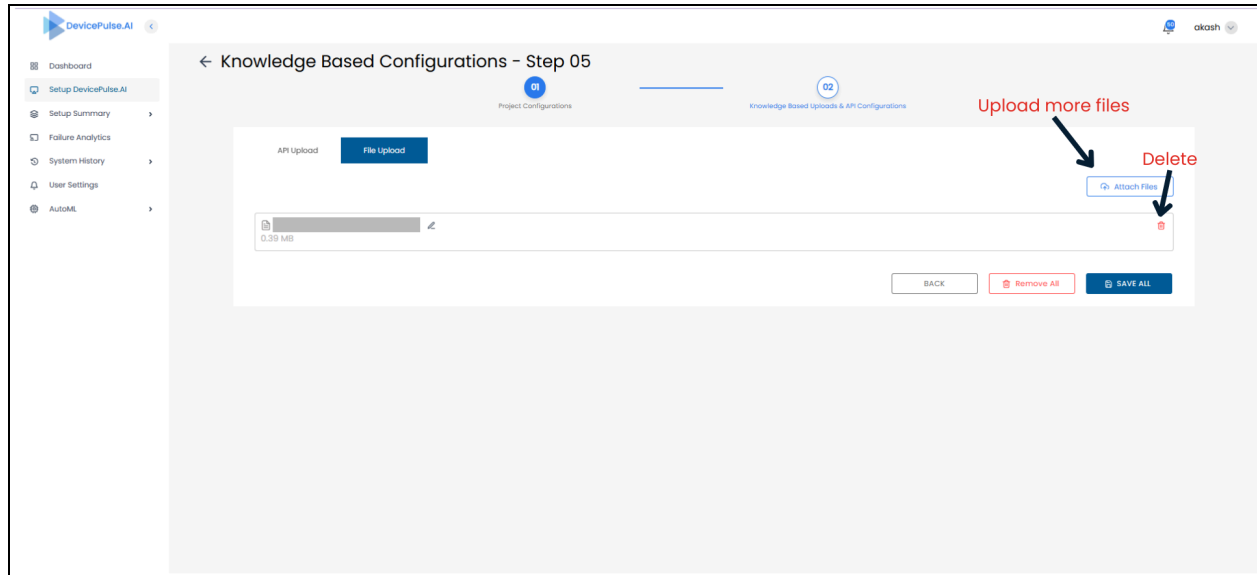 DevicePulse.AI
50
akash
Dashboard
Setup DevicePulse.AI
Setup Summary
Failure Analytics
System History
User Settings
AutoML
Knowledge Based Configurations - Step 05
01
Project Configurations
02
Knowledge Based Uploads & API Configurations
Upload more files
Delete
API Upload
File Upload
Attach Files
0.39 MB
BACK
Remove All
SAVE ALL